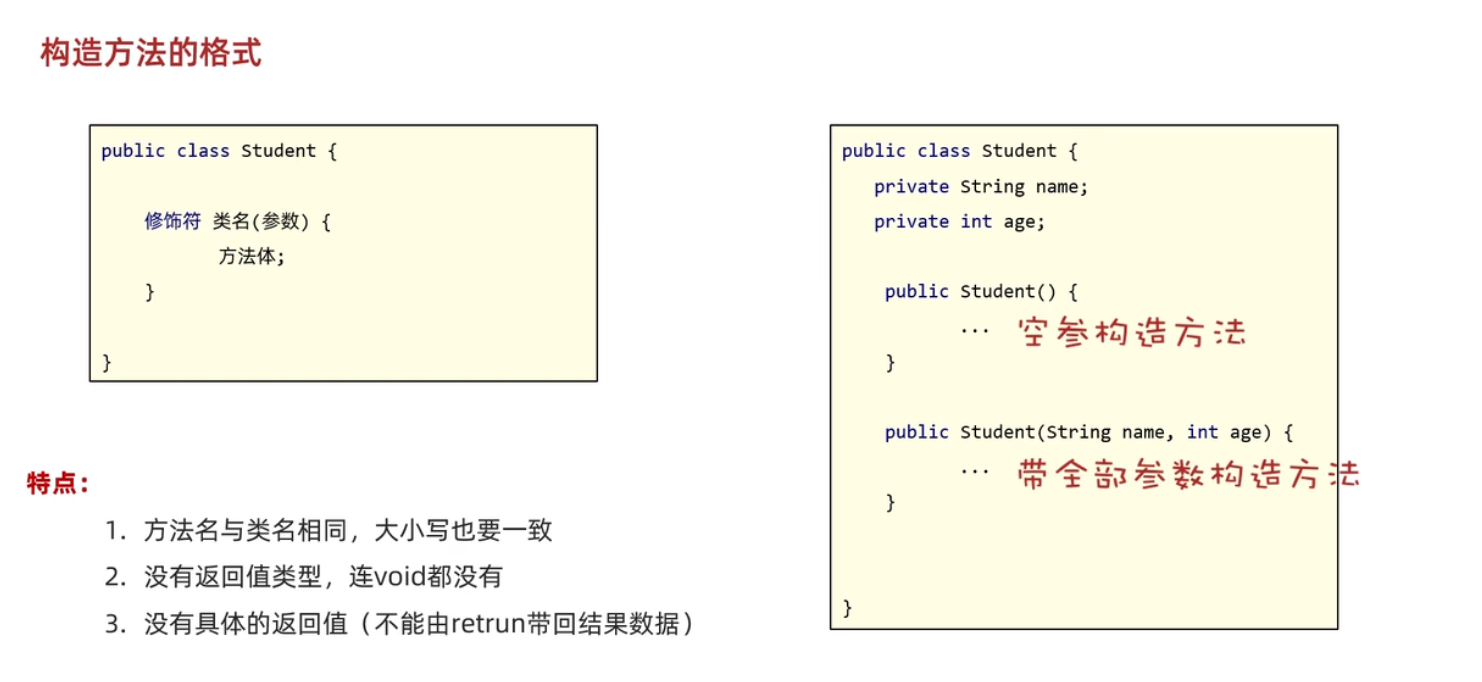 构造方法的格式
public class Student {
修饰符 类名(参数) {
方法体;
}
}
特点：
1. 方法名与类名相同，大小写也要一致
2. 没有返回值类型，连void都没有
3. 没有具体的返回值（不能由retrun带回结果数据）
public class Student {
private String name;
private int age;
public Student() {
... 空参构造方法
}
public Student(String name, int age) {
... 带全部参数构造方法
}
}